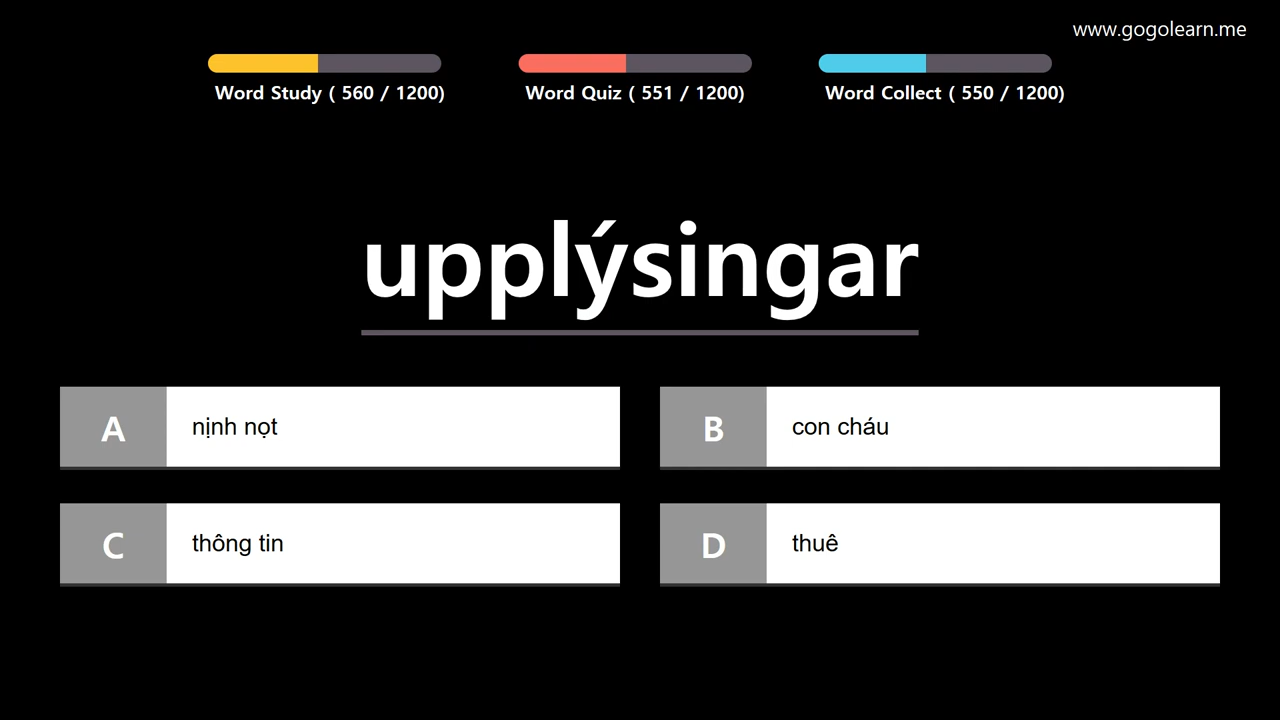 www.gogolearn.me
Word Study ( 560 / 1200)
Word Quiz ( 551 / 1200)
Word Collect ( 550 / 1200)
upplýsingar
A nịnh nọt
B con cháu
C thông tin
D thuê